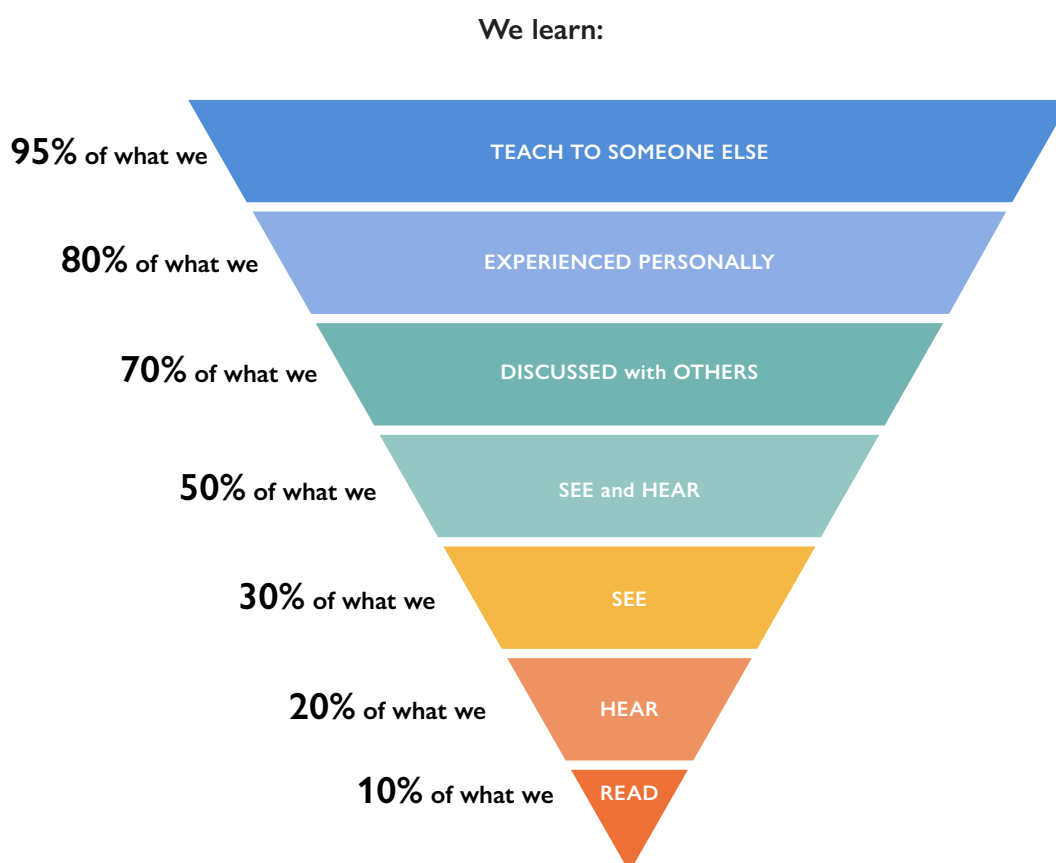 We learn:
95% of what we TEACH TO SOMEONE ELSE
80% of what we EXPERIENCED PERSONALLY
70% of what we DISCUSSED with OTHERS
50% of what we SEE and HEAR
30% of what we SEE
20% of what we HEAR
10% of what we READ